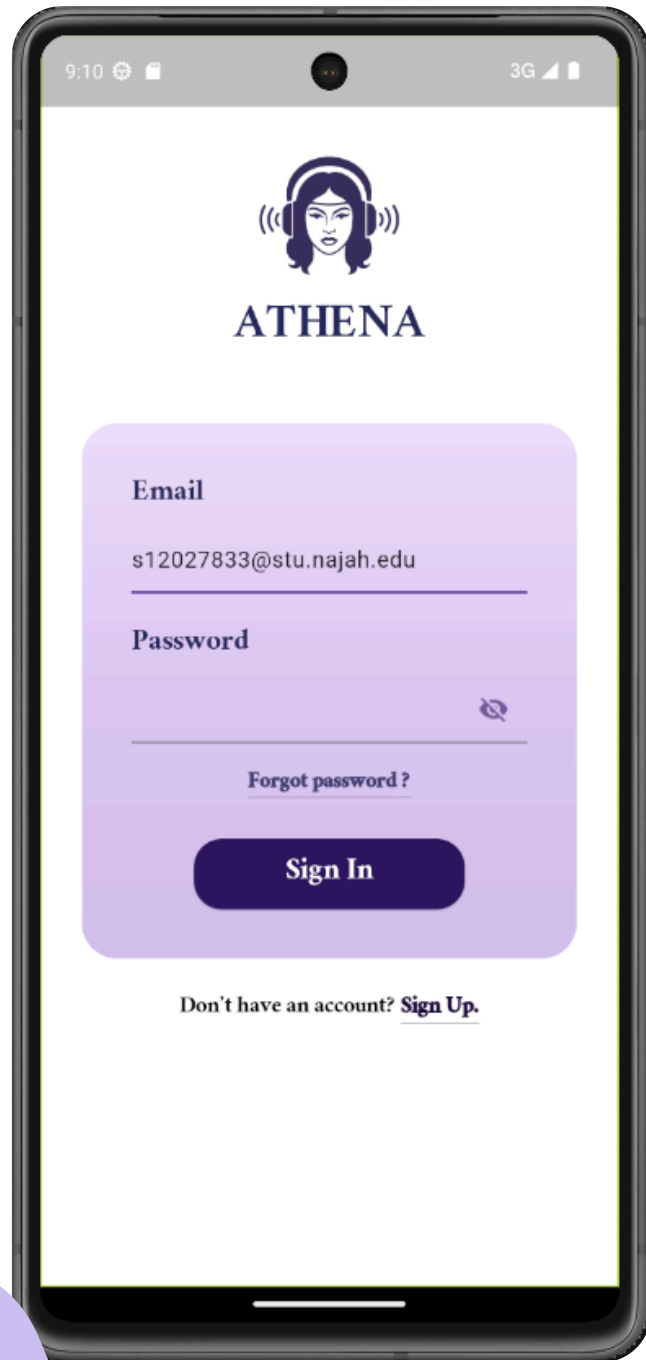 9:10 3G
ATHENA
Email
s12027833@stu.najah.edu
Password
Forgot password ?
Sign In
Don't have an account? Sign Up.